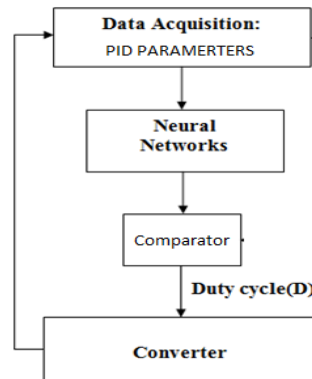 Data Acquisition:
PID PARAMERTERS
Neural
Networks
Comparator
Duty cycle(D)
Converter